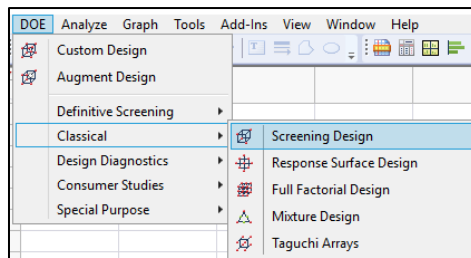 DOE Analyze Graph Tools Add-Ins View Window Help
Custom Design
Augment Design
Definitive Screening
Classical
Design Diagnostics
Consumer Studies
Special Purpose
Screening Design
Response Surface Design
Full Factorial Design
Mixture Design
Taguchi Arrays